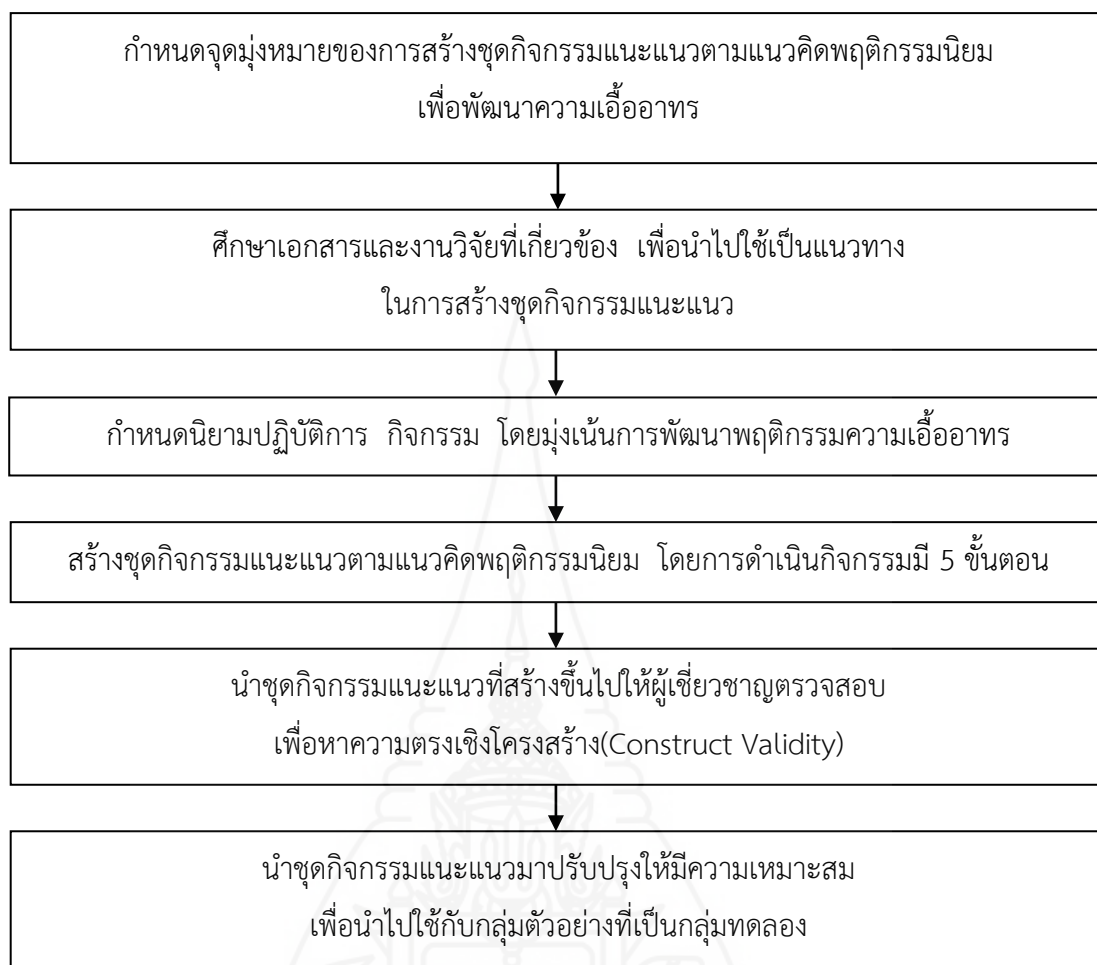 กำหนดจุดมุ่งหมายของการสร้างชุดกิจกรรมแนะแนวตามแนวคิดพฤติกรรมนิยม
เพื่อพัฒนาความเอื้ออาทร
ศึกษาเอกสารและงานวิจัยที่เกี่ยวข้อง เพื่อนำไปใช้เป็นแนวทาง
ในการสร้างชุดกิจกรรมแนะแนว
กำหนดนิยามปฏิบัติการ กิจกรรม โดยมุ่งเน้นการพัฒนาพฤติกรรมความเอื้ออาทร
สร้างชุดกิจกรรมแนะแนวตามแนวคิดพฤติกรรมนิยม โดยการดำเนินกิจกรรมมี 5 ขั้นตอน
นำชุดกิจกรรมแนะแนวที่สร้างขึ้นไปให้ผู้เชี่ยวชาญตรวจสอบ
เพื่อหาความตรงเชิงโครงสร้าง(Construct Validity)
นำชุดกิจกรรมแนะแนวมาปรับปรุงให้มีความเหมาะสม
เพื่อนำไปใช้กับกลุ่มตัวอย่างที่เป็นกลุ่มทดลอง